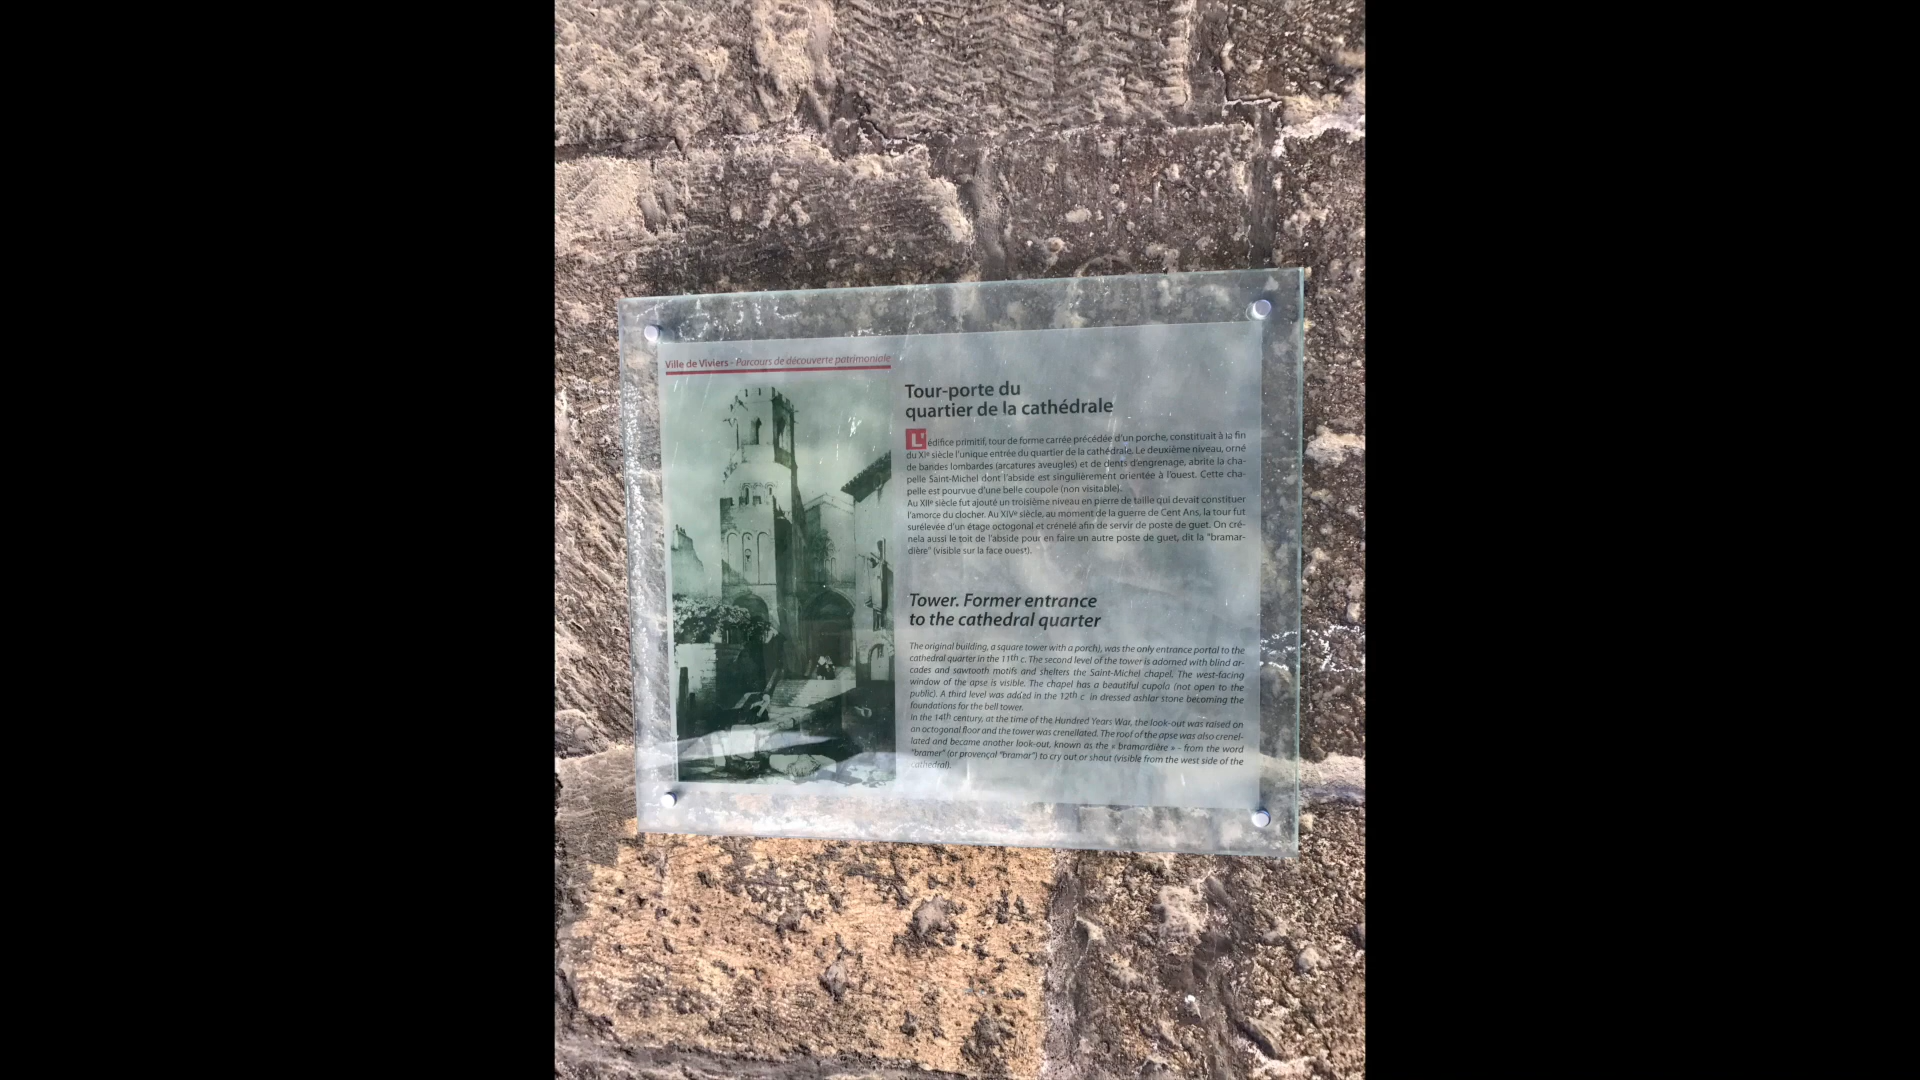 Ville de Viviers - Parcours de découverte patrimoniale
Tour-porte du
quartier de la cathédrale
L'édifice primitif, tour de forme carrée précédée d'un porche, constituait à la fin
du XIe siècle l'unique entrée du quartier de la cathédrale. Le deuxième niveau, orné
de bandes lombardes (arcatures aveugles) et de dents d'engrenage, abrite la cha-
pelle Saint-Michel dont l'abside est singulièrement orientée à l'ouest. Cette cha-
pelle est pourvue d'une belle coupole (non visitable).
Au XIIe siècle fut ajouté un troisième niveau en pierre de taille qui devait constituer
l'amorce du clocher. Au XIVe siècle, au moment de la guerre de Cent Ans, la tour fut
surélevée d'un étage octogonal et crénelé afin de servir de poste de guet. On cré-
nela aussi le toit de l'abside pour en faire un autre poste de guet, dit la "bramar-
dière" (visible sur la face ouest).
Tower. Former entrance
to the cathedral quarter
The original building, a square tower with a porch), was the only entrance portal to the
cathedral quarter in the 11th c. The second level of the tower is adorned with blind ar-
cades and sawtooth motifs and shelters the Saint-Michel chapel. The west-facing
window of the apse is visible. The chapel has a beautiful cupola (not open to the
public). A third level was added in the 12th c in dressed ashlar stone becoming the
foundations for the bell tower.
In the 14th century, at the time of the Hundred Years War, the look-out was raised on
an octogonal floor and the tower was crenellated. The roof of the apse was also crenel-
lated and became another look-out, known as the « bramardière » - from the word
"bramer" (or provençal "bramar") to cry out or shout (visible from the west side of the
cathedral).